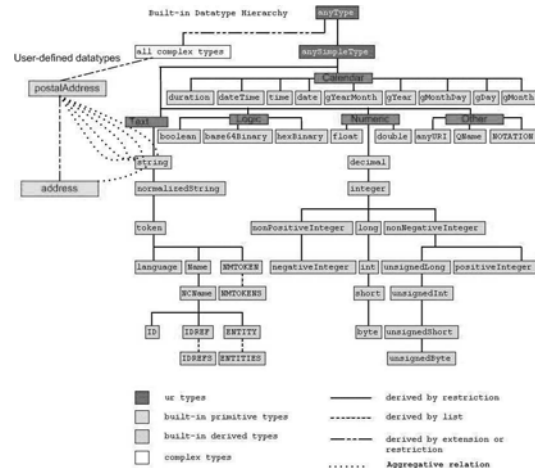 Built-in Datatype Hierarchy
anyType
all complex types
anySimpleType
User-defined datatypes
postalAddress
Calendar
duration
dateTime
time
date
gYearMonth
gYear
gMonthDay
gDay
gMonth
Text
Logic
Numeric
Other
boolean
base64Binary
hexBinary
float
double
anyURI
QName
NOTATION
string
decimal
address
normalizedString
integer
token
nonPositiveInteger
long
nonNegativeInteger
language
Name
NMTOKEN
negativeInteger
int
unsignedLong
positiveInteger
NCName
NMTOKENS
short
unsignedInt
ID
IDREF
ENTITY
byte
unsignedShort
IDREFS
ENTITIES
unsignedByte
ur types
derived by restriction
built-in primitive types
derived by list
built-in derived types
derived by extension or
restriction
complex types
Aggregative relation